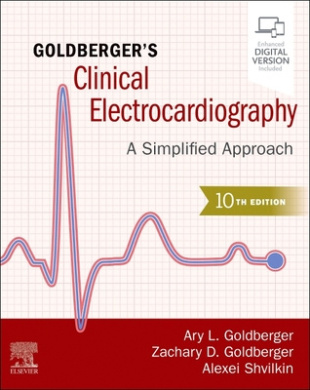 Enhanced
DIGITAL
VERSION
Included
GOLDBERGER'S
Clinical
Electrocardiography
A Simplified Approach
10TH EDITION
Ary L. Goldberger
Zachary D. Goldberger
Alexei Shvilkin
ELSEVIER